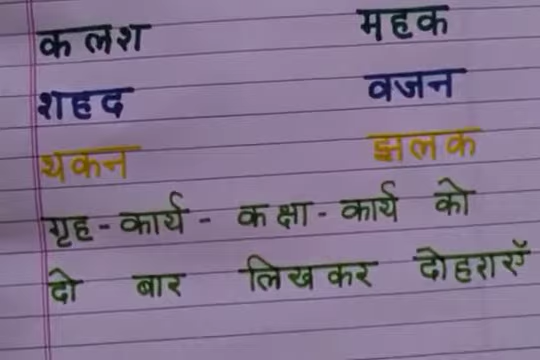 कलश महक
शहद वजन
थकन झलक
गृह-कार्य - कक्षा-कार्य को
दो बार लिखकर दोहराएँ